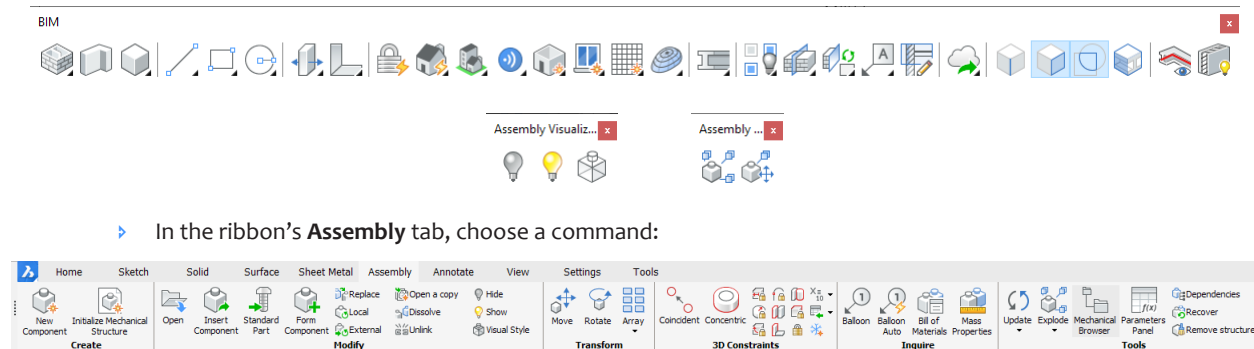 BIM
A
Assembly Visualiz...
Assembly ...
In the ribbon's Assembly tab, choose a command:
Home Sketch Solid Surface Sheet Metal Assembly Annotate View Settings Tools
New Component
Initialize Mechanical Structure
Open
Insert Component
Standard Part
Form Component
Replace
Local
External
Open a copy
Dissolve
Unlink
Hide
Show
Visual Style
Move
Rotate
Array
Coincident
Concentric
Balloon
Balloon Auto
Bill of Materials
Mass Properties
Update
Explode
Mechanical Browser
f(x)
Parameters Panel
Dependencies
Recover
Remove structure
Create Modify Transform 3D Constraints Inquire Tools